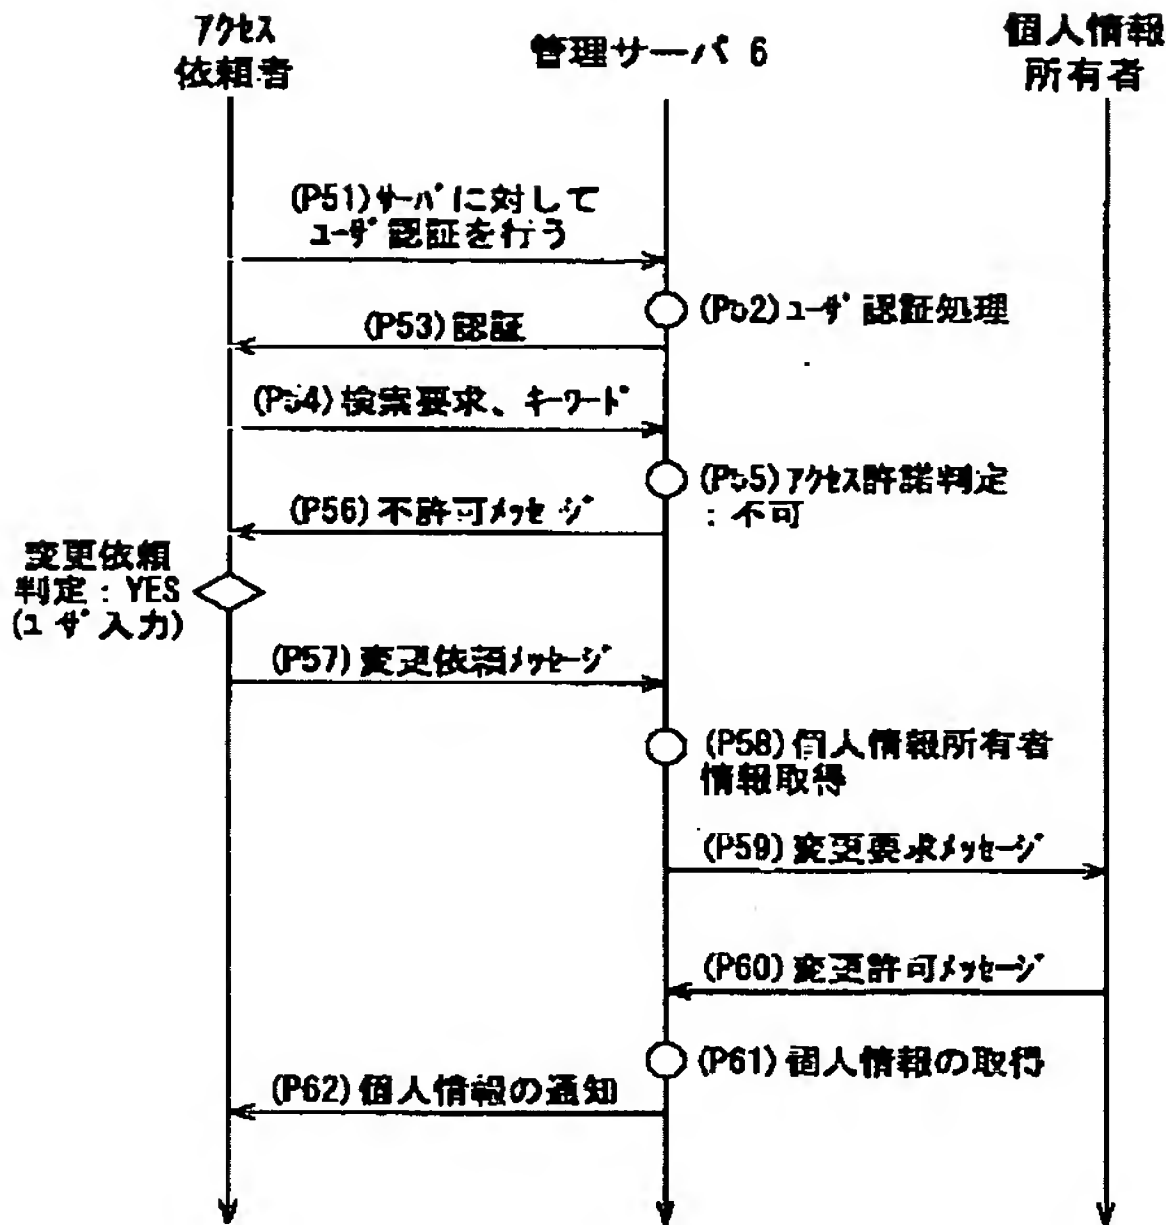 アクセス
依頼者
管理サーバ 6
個人情報
所有者
(P51)サーバに対して
ユーザ認証を行う
(P52)ユーザ認証処理
(P53)認証
(P54)検索要求、キーワード
(P55)アクセス許諾判定
:不可
(P56)不許可メッセージ
変更依頼
判定:YES
(ユーザ入力)
(P57)変更依頼メッセージ
(P58)個人情報所有者
情報取得
(P59)変更要求メッセージ
(P60)変更許可メッセージ
(P61)個人情報の取得
(P62)個人情報の通知